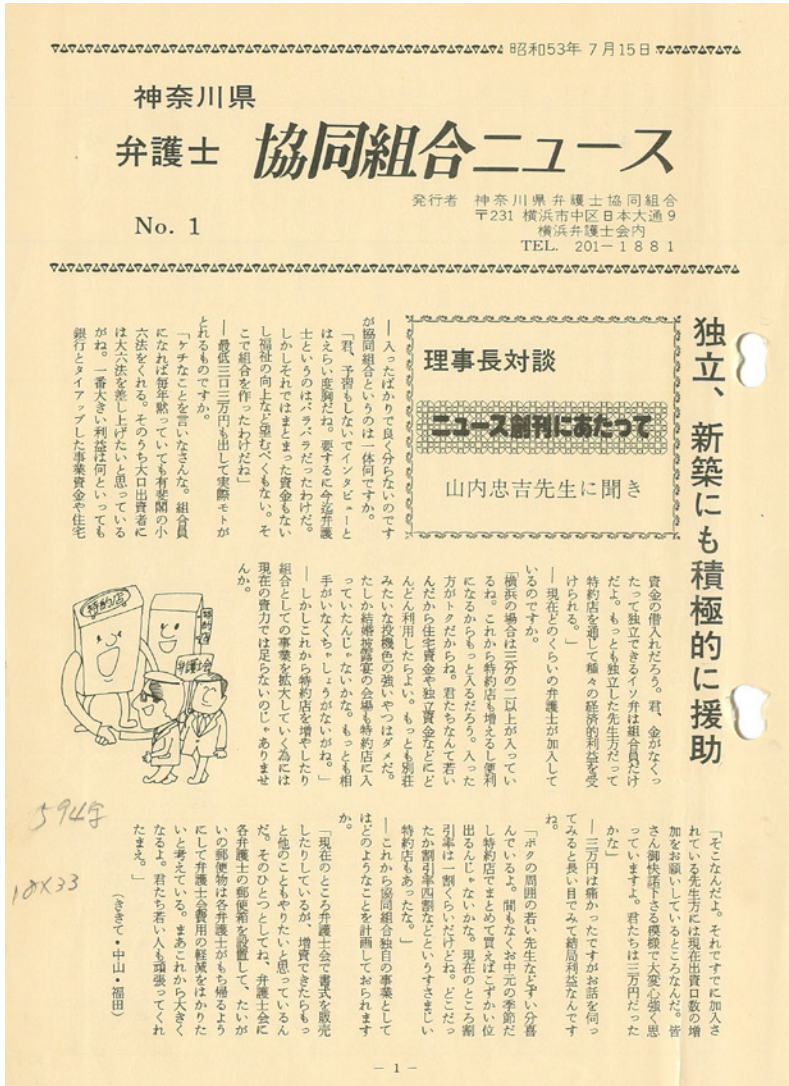 昭和53年7月15日
神奈川県
弁護士 協同組合ニュース
No. 1
発行者 神奈川県弁護士協同組合
〒231 横浜市中区日本大通9
横浜弁護士会内
TEL. 201－1881
独立、新築にも積極的に援助
理事長対談
ニュース創刊にあたって
山内忠吉先生に聞き
―入ったばかりで良く分らないのです
が協同組合というのは一体何ですか。
「君、予習もしないでインタビューと
はえらい度胸だね。要するに今迄弁護
士というのはバラバラだったわけだ。
しかしそれではまとまった資金もない
し福祉の向上など望むべくもない。そ
こで組合を作ったわけだね」
―最低三口三万円も出して実際モトが
とれるものですか。
「ケチなことを言いなさんな。組合員
になれば毎年黙っていても有斐閣の小
六法をくれる。そのうち大口出資者に
は大六法を差し上げたいと思っている
がね。一番大きい利益は何といっても
銀行とタイアップした事業資金や住宅
資金の借入れだろう。君、金がなくっ
たって独立できるイソ弁は組合員だけ
だよ。もっとも独立した先生方だって
特約店を通して種々の経済的利益を受
けられる。」
―現在どのくらいの弁護士が加入して
いるのですか。
「横浜の場合は三分の二以上が入ってい
るね。これから特約店も増えるし便利
になるからもっと入るだろう。入った
方がトクだからね。君たちなんて若い
んだから住宅資金や独立資金などにど
んどん利用したらよい。もっとも別荘
みたいな投機色の強いやつはダメだ。
たしか結婚披露宴の会場も特約店に入
っていたんじゃないかな。もっとも相
手がいなくちゃしょうがないがね。」
―しかしこれから特約店を増やしたり
組合としての事業を拡大していく為には
現在の資力では足らないのじゃありませ
んか。
特約店
特約店
弁護士会
「そこなんだよ。それですでに加入さ
れている先生方には現在出資口数の増
加をお願いしているところなんだ。皆
さん御快諾下さる模様で大変心強く思
っていますよ。君たちは三万円だった
かな」
―三万円は痛かったですがお話を伺っ
てみると長い目でみて結局利益なんです
ね。
「ボクの周囲の若い先生などずい分喜
んでいるよ。間もなくお中元の季節だ
し特約店でまとめて買えばこずかい位
出るんじゃないかな。現在のところ割
引率は一割くらいだけどね。どこだっ
たか割引率四割などというすさまじい
特約店もあったな。」
―これから協同組合独自の事業として
はどのようなことを計画しておられます
か。
「現在のところ弁護士会で書式を販売
したりしているが、増資できたらもっ
と他のこともやりたいと思っているん
だ。そのひとつとしてね、弁護士会に
各弁護士の郵便箱を設置して、たいが
いの郵便物は各弁護士がもち帰るよう
にして弁護士会費用の軽減をはかりた
いと考えている。まあこれから大きく
なるよ。君たち若い人も頑張ってくれ
たまえ。」
（ききて・中山・福田）
594字
18×33
－ 1 －